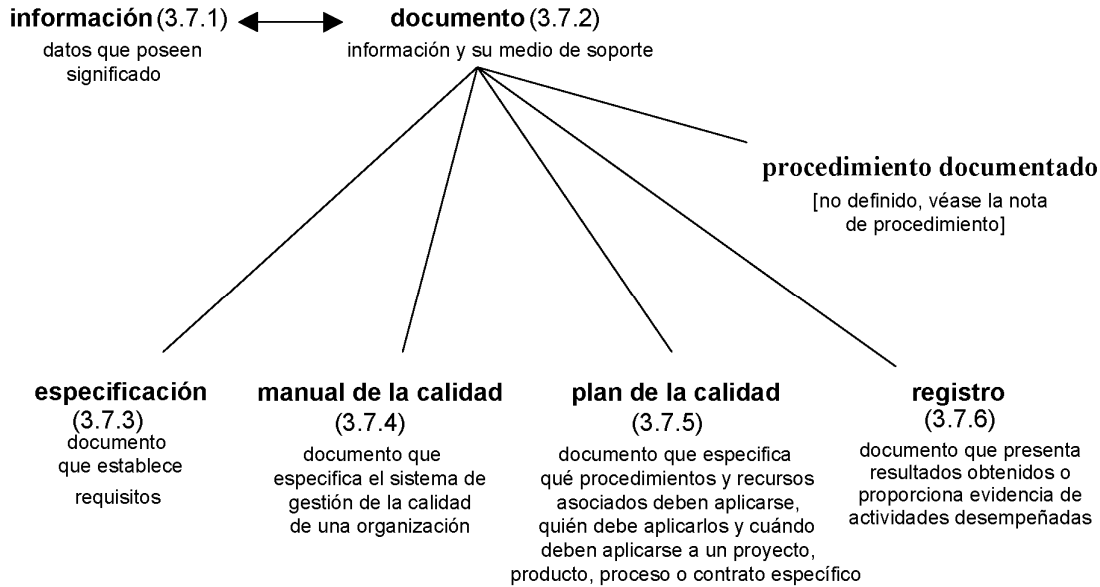 información (3.7.1)
documento (3.7.2)
datos que poseen
significado
información y su medio de soporte
procedimiento documentado
[no definido, véase la nota
de procedimiento]
especificación
(3.7.3)
documento
que establece
requisitos
manual de la calidad
(3.7.4)
documento que
especifica el sistema de
gestión de la calidad
de una organización
plan de la calidad
(3.7.5)
documento que especifica
qué procedimientos y recursos
asociados deben aplicarse,
quién debe aplicarlos y cuándo
deben aplicarse a un proyecto,
producto, proceso o contrato específico
registro
(3.7.6)
documento que presenta
resultados obtenidos o
proporciona evidencia de
actividades desempeñadas